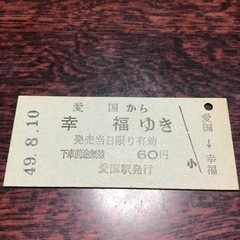 49.8.10
愛国から
幸福ゆき
発売当日限り有効
下車前途無効 60円
愛国駅発行
愛国
↓
幸福
小